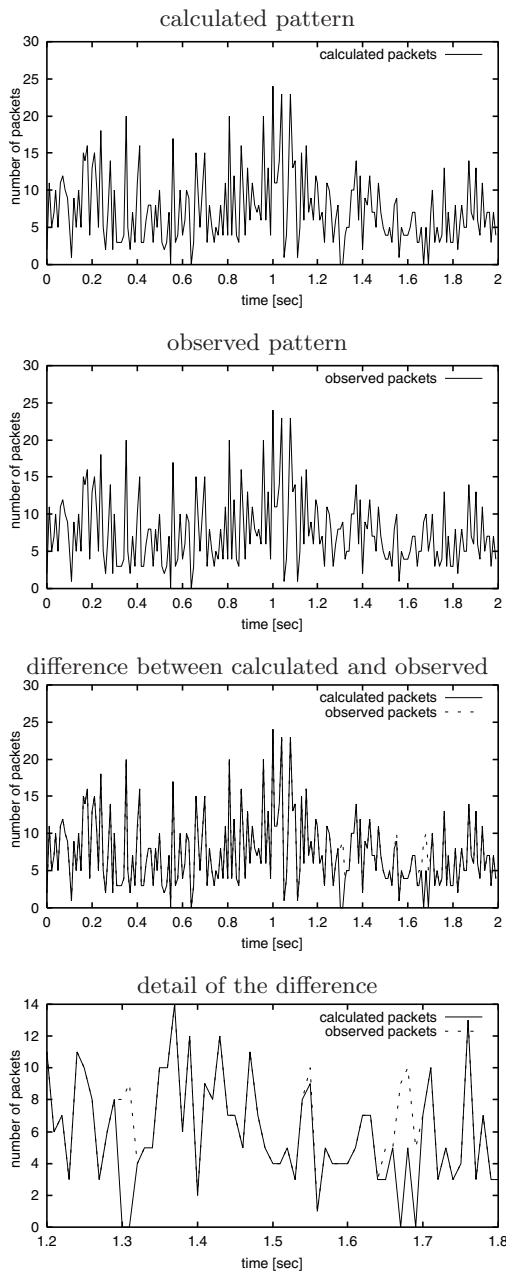 calculated pattern
30
25
20
15
10
5
0
number of packets
calculated packets
0 0.2 0.4 0.6 0.8 1 1.2 1.4 1.6 1.8 2
time [sec]
observed pattern
30
25
20
15
10
5
0
number of packets
observed packets
0 0.2 0.4 0.6 0.8 1 1.2 1.4 1.6 1.8 2
time [sec]
difference between calculated and observed
30
25
20
15
10
5
0
number of packets
calculated packets
observed packets
0 0.2 0.4 0.6 0.8 1 1.2 1.4 1.6 1.8 2
time [sec]
detail of the difference
14
12
10
8
6
4
2
0
number of packets
calculated packets
observed packets
1.2 1.3 1.4 1.5 1.6 1.7 1.8
time [sec]